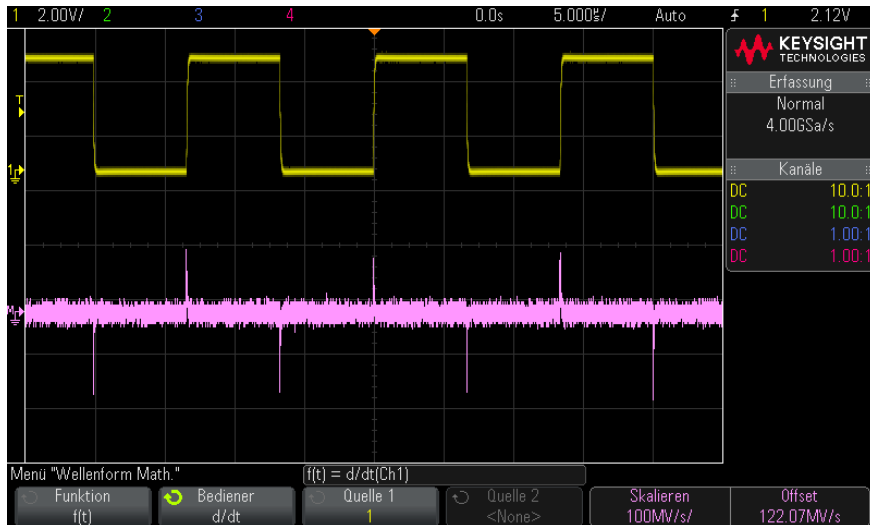 1 2.00V/ 2 3 4 0.0s 5.000µs/ Auto 1 2.12V
KEYSIGHT
TECHNOLOGIES
Erfassung
Normal
4.00GSa/s
Kanäle
DC 10.0:1
DC 10.0:1
DC 1.00:1
DC 1.00:1
T
1
M
Menü "Wellenform Math."
f(t) = d/dt(Ch1)
Funktion
f(t)
Bediener
d/dt
Quelle 1
1
Quelle 2
<None>
Skalieren
100MV/s/
Offset
122.07MV/s